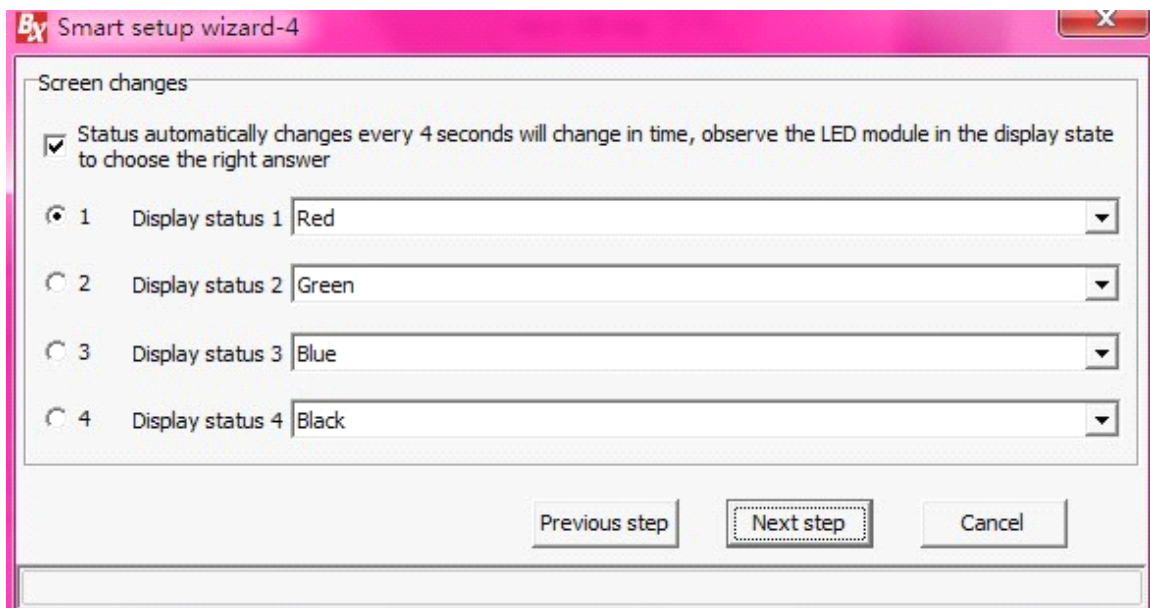 BX Smart setup wizard-4
X
Screen changes
Status automatically changes every 4 seconds will change in time, observe the LED module in the display state
to choose the right answer
1 Display status 1 Red
2 Display status 2 Green
3 Display status 3 Blue
4 Display status 4 Black
Previous step Next step Cancel